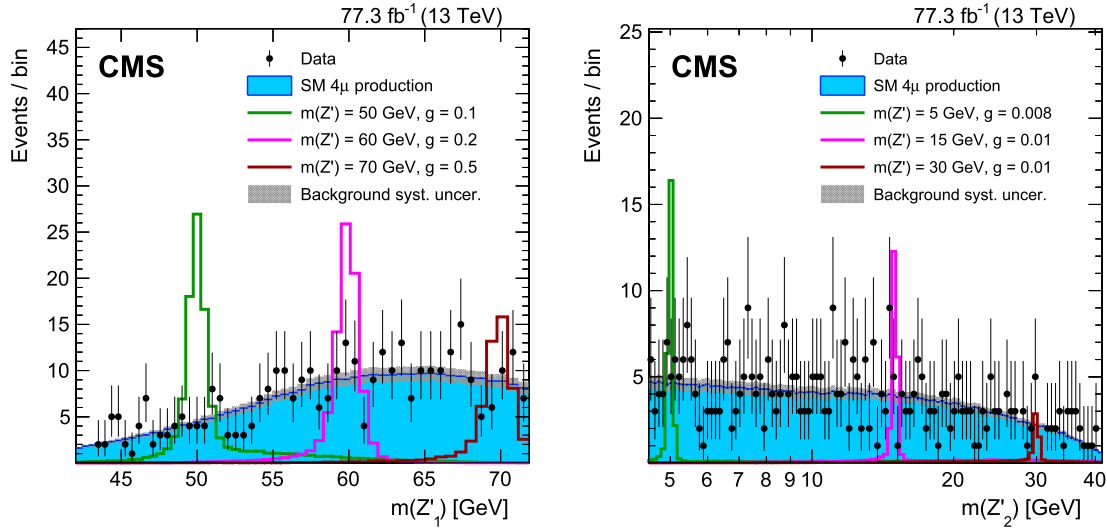 77.3 fb⁻¹ (13 TeV)
CMS
Data
SM 4μ production
m(Z') = 50 GeV, g = 0.1
m(Z') = 60 GeV, g = 0.2
m(Z') = 70 GeV, g = 0.5
Background syst. uncer.
Events / bin
45
40
35
30
25
20
15
10
5
45 50 55 60 65 70
m(Z'₁) [GeV]
77.3 fb⁻¹ (13 TeV)
CMS
Data
SM 4μ production
m(Z') = 5 GeV, g = 0.008
m(Z') = 15 GeV, g = 0.01
m(Z') = 30 GeV, g = 0.01
Background syst. uncer.
Events / bin
25
20
15
10
5
5 6 7 8 9 10 20 30 40
m(Z'₂) [GeV]